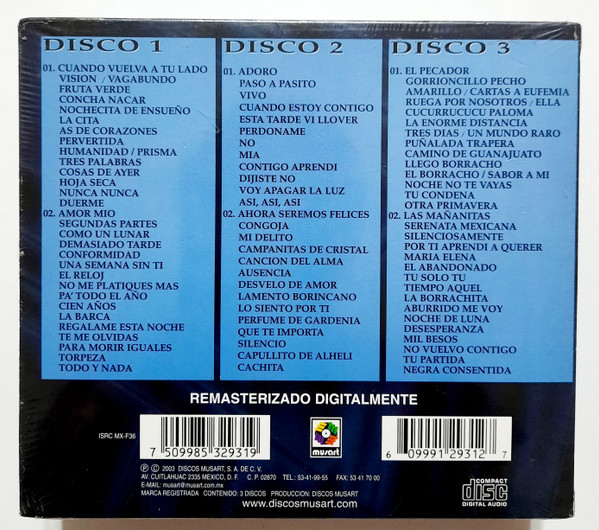 DISCO 1
01. CUANDO VUELVA A TU LADO
VISION / VAGABUNDO
FRUTA VERDE
CONCHA NACAR
NOCHECITA DE ENSUEÑO
LA CITA
AS DE CORAZONES
PERVERTIDA
HUMANIDAD / PRISMA
TRES PALABRAS
COSAS DE AYER
HOJA SECA
NUNCA NUNCA
DUERME
02. AMOR MIO
SEGUNDAS PARTES
COMO UN LUNAR
DEMASIADO TARDE
CONFORMIDAD
UNA SEMANA SIN TI
EL RELOJ
NO ME PLATIQUES MAS
PA' TODO EL AÑO
CIEN AÑOS
LA BARCA
REGALAME ESTA NOCHE
TE ME OLVIDAS
PARA MORIR IGUALES
TORPEZA
TODO Y NADA
DISCO 2
01. ADORO
PASO A PASITO
VIVO
CUANDO ESTOY CONTIGO
ESTA TARDE VI LLOVER
PERDONAME
NO
MIA
CONTIGO APRENDI
DIJISTE NO
VOY APAGAR LA LUZ
ASI, ASI, ASI
02. AHORA SEREMOS FELICES
CONGOJA
MI DELITO
CAMPANITAS DE CRISTAL
CANCION DEL ALMA
AUSENCIA
DESVELO DE AMOR
LAMENTO BORINCANO
LO SIENTO POR TI
PERFUME DE GARDENIA
QUE TE IMPORTA
SILENCIO
CAPULLITO DE ALHELI
CACHITA
DISCO 3
01. EL PECADOR
GORRIONCILLO PECHO
AMARILLO / CARTAS A EUFEMIA
RUEGA POR NOSOTROS / ELLA
CUCURRUCUCU PALOMA
LA ENORME DISTANCIA
TRES DIAS / UN MUNDO RARO
PUÑALADA TRAPERA
CAMINO DE GUANAJUATO
LLEGO BORRACHO
EL BORRACHO / SABOR A MI
NOCHE NO TE VAYAS
TU CONDENA
OTRA PRIMAVERA
02. LAS MAÑANITAS
SERENATA MEXICANA
SILENCIOSAMENTE
POR TI APRENDI A QUERER
MARIA ELENA
EL ABANDONADO
TU SOLO TU
TIEMPO AQUEL
LA BORRACHITA
ABURRIDO ME VOY
NOCHE DE LUNA
DESESPERANZA
MIL BESOS
NO VUELVO CONTIGO
TU PARTIDA
NEGRA CONSENTIDA
REMASTERIZADO DIGITALMENTE
ISRC MX-F36
7 509985 329319
musart
6 09991 29312 7
℗ © 2003 DISCOS MUSART, S. A. DE C. V.
AV. CUITLAHUAC 2335 MEXICO, D. F. C. P. 02870 TEL.: 53-41-99-55 FAX: 53 41 70 00
E-MAIL: musart@musart.com.mx
MARCA REGISTRADA CONTENIDO: 3 DISCOS PRODUCCION: DISCOS MUSART
www.discosmusart.com
COMPACT
disc
DIGITAL AUDIO